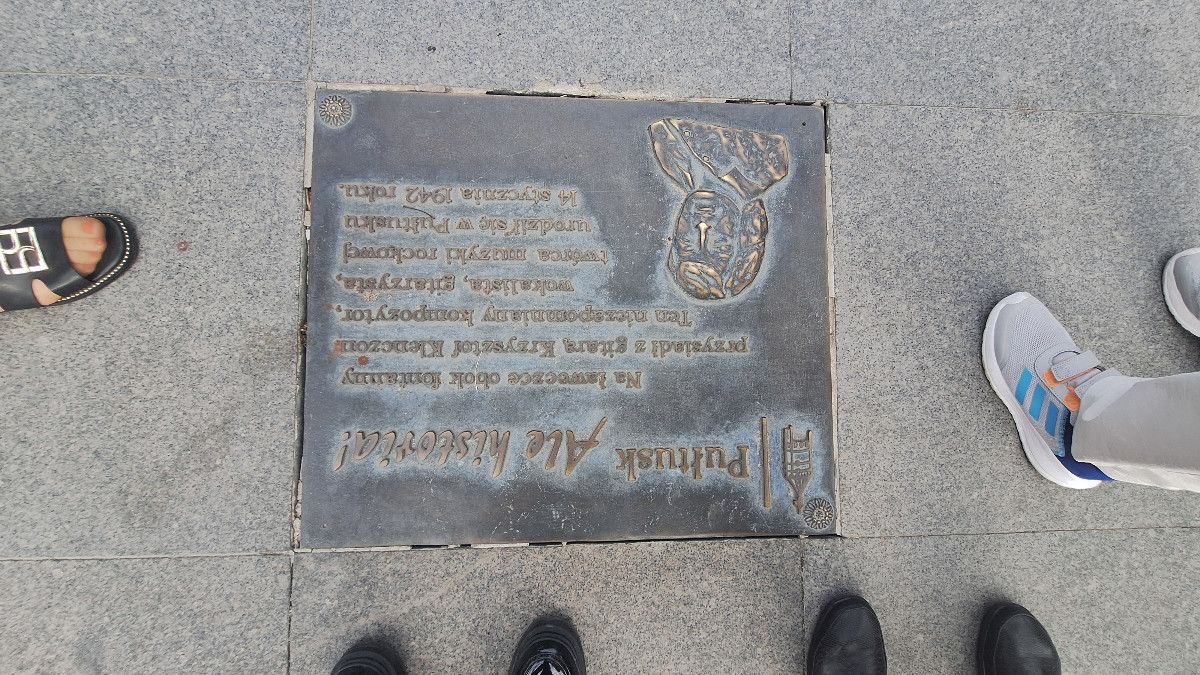 Pułtusk Ale historia!
Na ławeczce obok fontanny
przysiadł z gitarą Krzysztof Klenczon
Ten niezapomniany kompozytor,
wokalista, gitarzysta,
twórca muzyki rockowej
urodził się w Pułtusku
14 stycznia 1942 roku.